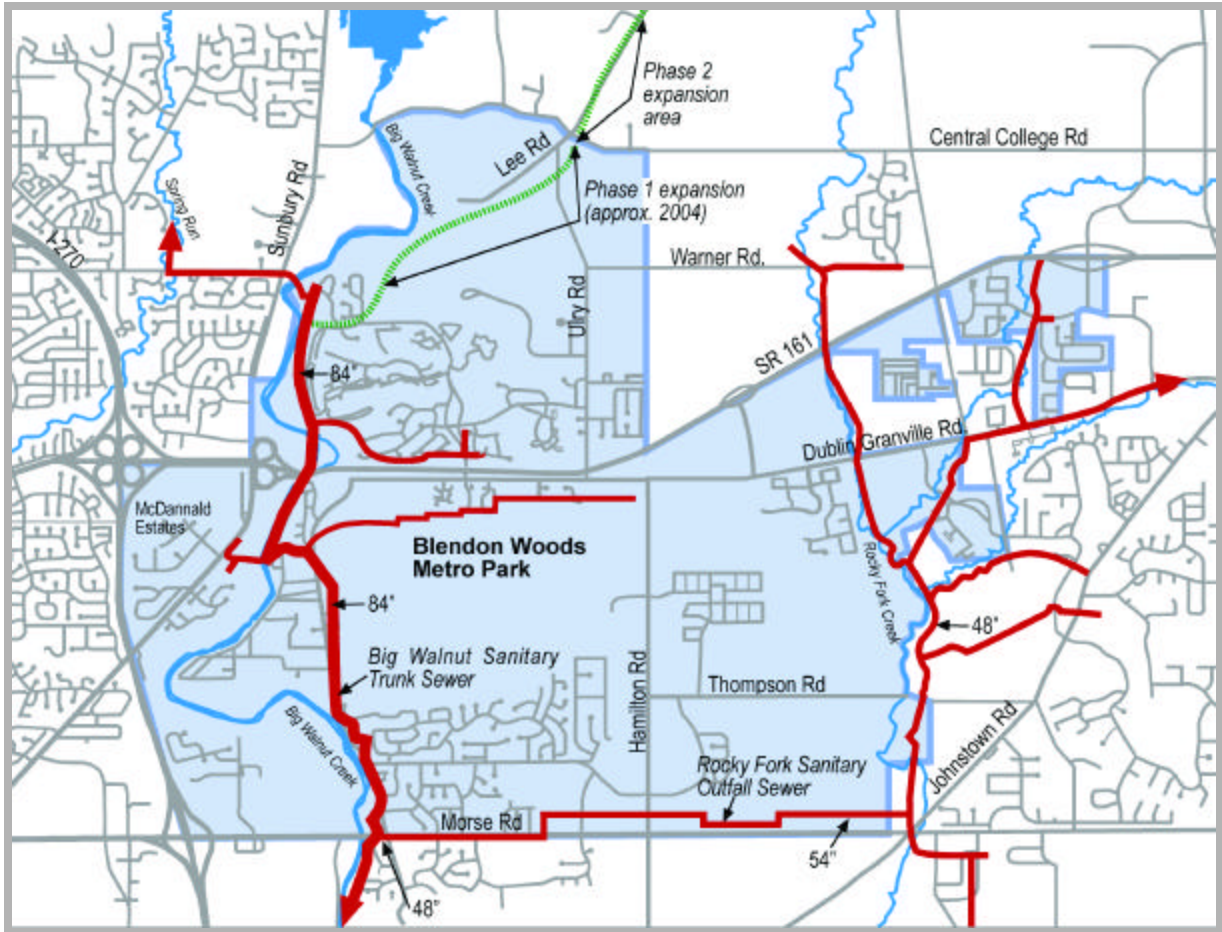 Phase 2
expansion
area
Central College Rd
Big Walnut Creek
Lee Rd
Spring Run
Sunbury Rd
Phase 1 expansion
(approx. 2004)
I-270
Warner Rd.
Ulry Rd
SR 161
84"
Dublin Granville Rd.
McDannald
Estates
Blendon Woods
Metro Park
Rocky Fork Creek
84"
48"
Big Walnut Sanitary
Trunk Sewer
Hamilton Rd
Thompson Rd
Big Walnut Creek
Johnstown Rd
Rocky Fork Sanitary
Outfall Sewer
Morse Rd
54"
48"